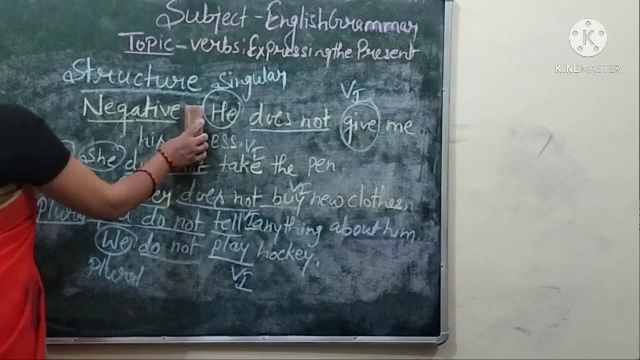 Subject - English Grammar
Topic - verbs: Expressing the Present
Structure Singular
V I
Negative He does not give me
V I
she take the pen.
V I
does not buy new clothes
Plural do not tell anything about him
V I
We do not play hockey.
Plural V I
KINEMASTER